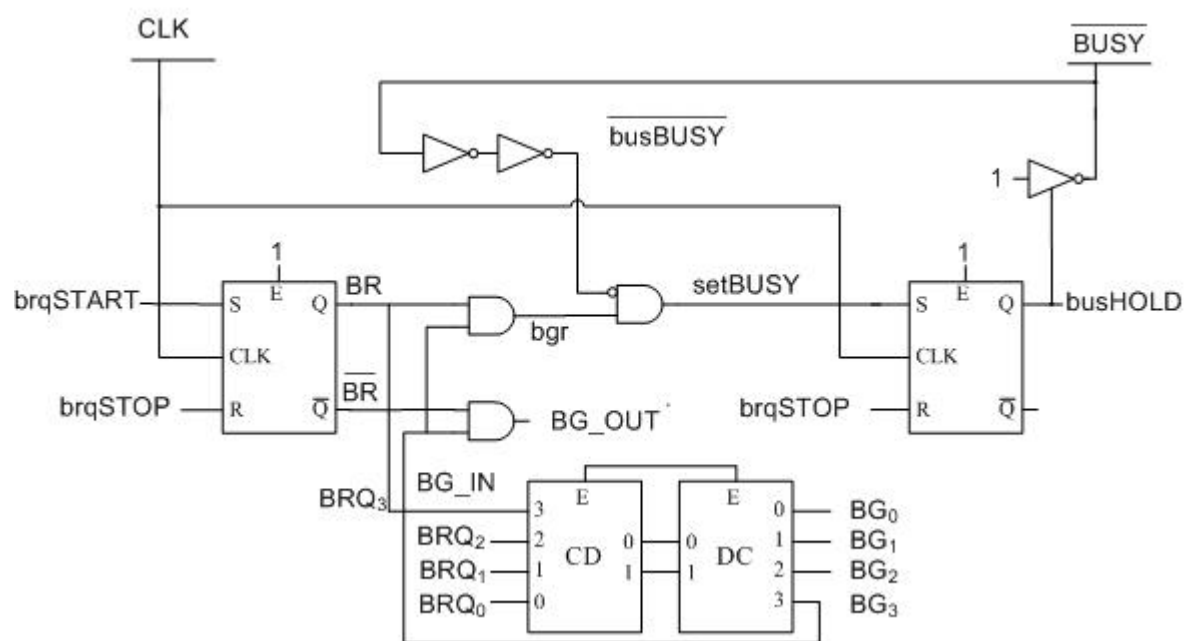 CLK
BUSY
busBUSY
1
1
1
brqSTART
S
E
Q
BR
bgr
setBUSY
S
E
Q
busHOLD
CLK
CLK
brqSTOP
R
Q
BR
BG_OUT
brqSTOP
R
Q
BG_IN
BRQ3
3
E
E
0
BG0
BRQ2
2
CD
0
0
DC
1
BG1
BRQ1
1
1
1
2
BG2
BRQ0
0
3
BG3